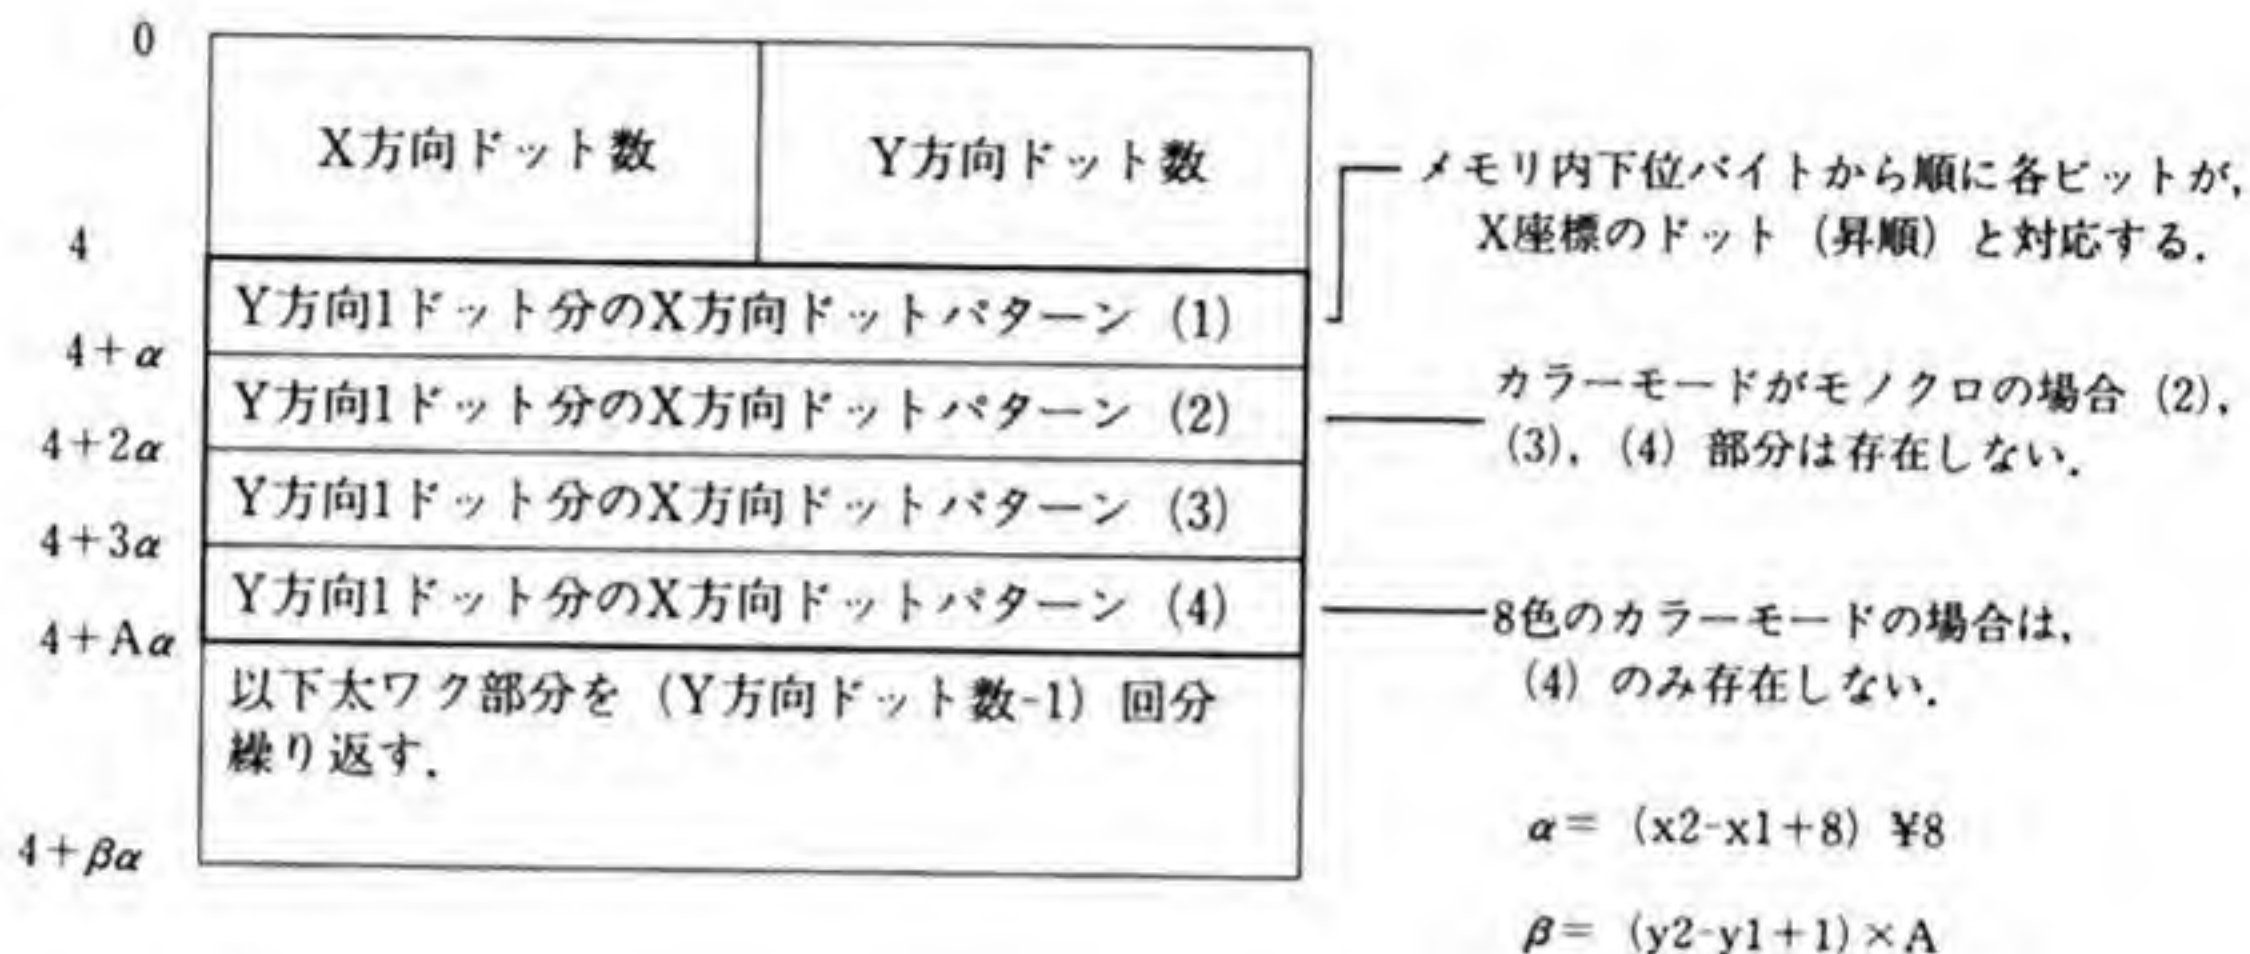 0
X方向ドット数
Y方向ドット数
メモリ内下位バイトから順に各ビットが,
X座標のドット (昇順) と対応する.
4
Y方向1ドット分のX方向ドットパターン (1)
4+α
Y方向1ドット分のX方向ドットパターン (2)
カラーモードがモノクロの場合 (2),
(3), (4) 部分は存在しない.
4+2α
Y方向1ドット分のX方向ドットパターン (3)
4+3α
Y方向1ドット分のX方向ドットパターン (4)
8色のカラーモードの場合は,
(4) のみ存在しない.
4+Aα
以下太ワク部分を (Y方向ドット数-1) 回分
繰り返す.
4+βα
α= (x2-x1+8) ¥8
β= (y2-y1+1)×A